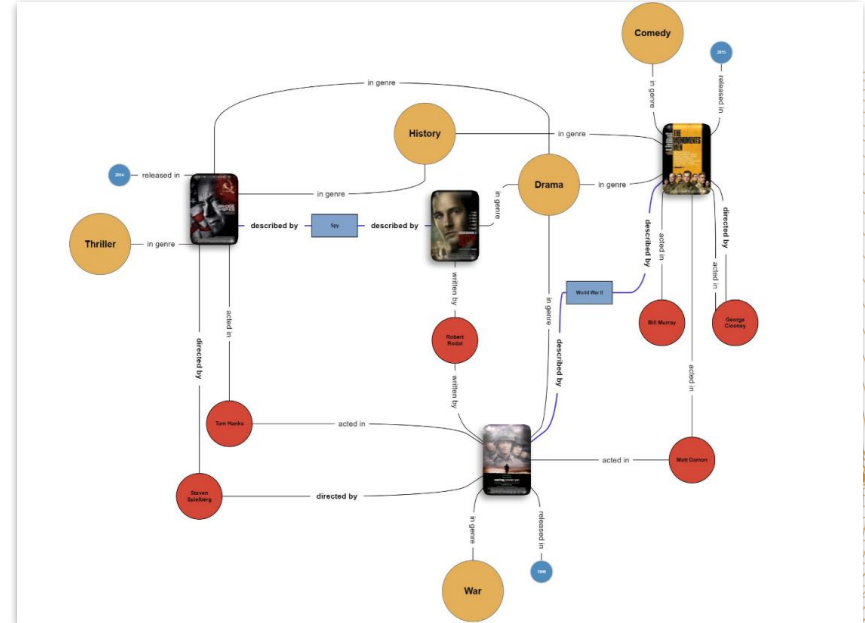 Comedy
in genre
released in
in genre
History
in genre
THE
MONUMENTS
MEN
Drama
in genre
released in
in genre
in genre
described by
Spy
described by
Thriller
in genre
written by
described by
acted in
directed by
acted in
World War II
in genre
Bill Murray
George
Clooney
acted in
directed by
Robert
Rodat
described by
written by
acted in
Tom Hanks
acted in
acted in
Matt Damon
Steven
Spielberg
directed by
in genre
released in
War